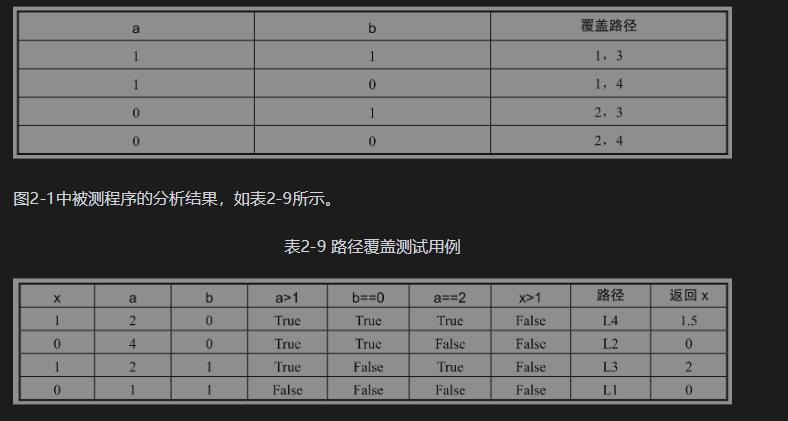 a b 覆盖路径
1 1 1，3
1 0 1，4
0 1 2，3
0 0 2，4
图2-1中被测程序的分析结果，如表2-9所示。
表2-9 路径覆盖测试用例
x a b a>1 b==0 a==2 x>1 路径 返回 x
1 2 0 True True True False L4 1.5
0 4 0 True True False False L2 0
1 2 1 True False True False L3 2
0 1 1 False False False False L1 0